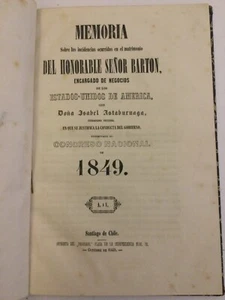 MEMORIA
Sobre los incidentes ocurridos en el matrimonio
DEL HONORABLE SEÑOR BARTON,
ENCARGADO DE NEGOCIOS
DE LOS
ESTADOS-UNIDOS DE AMERICA,
CON
Doña Isabel Astaburuaga,
EN QUE SE JUSTIFICA LA CONDUCTA DEL GOBIERNO,
CONGRESO NACIONAL
DE
1849.
Santiago de Chile.